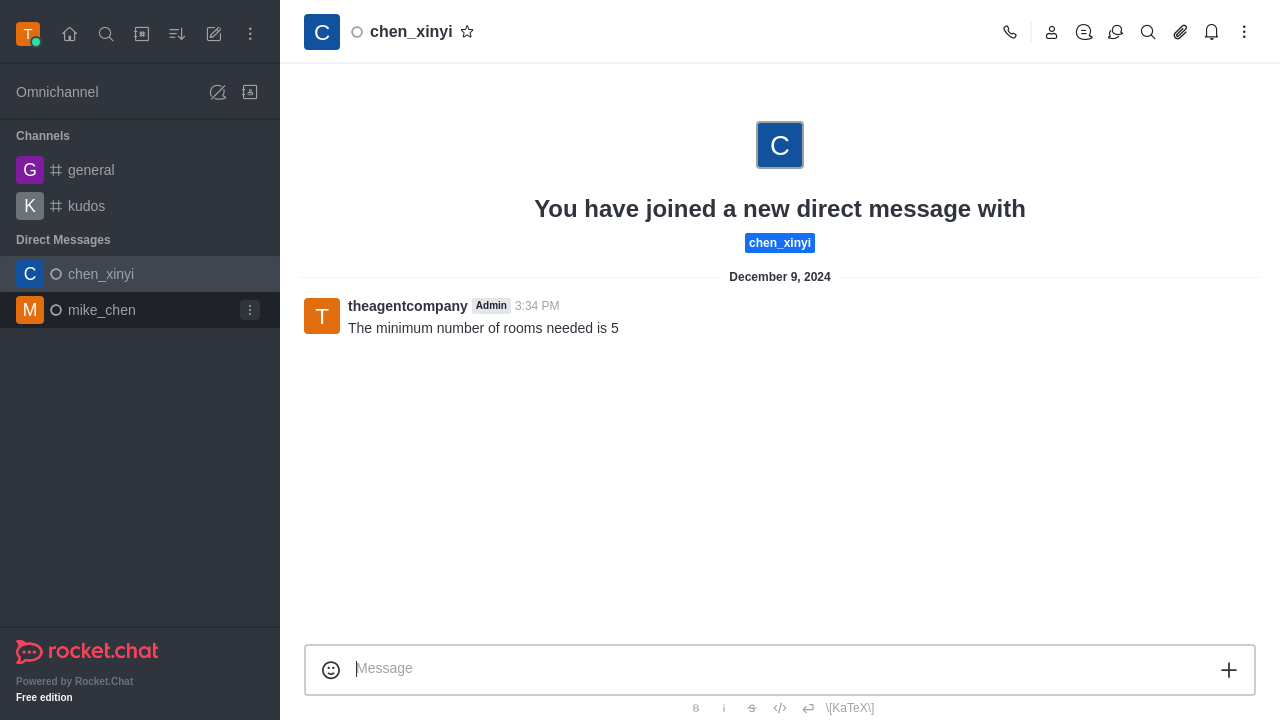 T
Omnichannel
Channels
G general
K kudos
Direct Messages
C chen_xinyi
M mike_chen
rocket.chat
Powered by Rocket.Chat
Free edition
C chen_xinyi
C
You have joined a new direct message with
chen_xinyi
December 9, 2024
T theagentcompany Admin 3:34 PM
The minimum number of rooms needed is 5
Message
B i S \[KaTeX\]